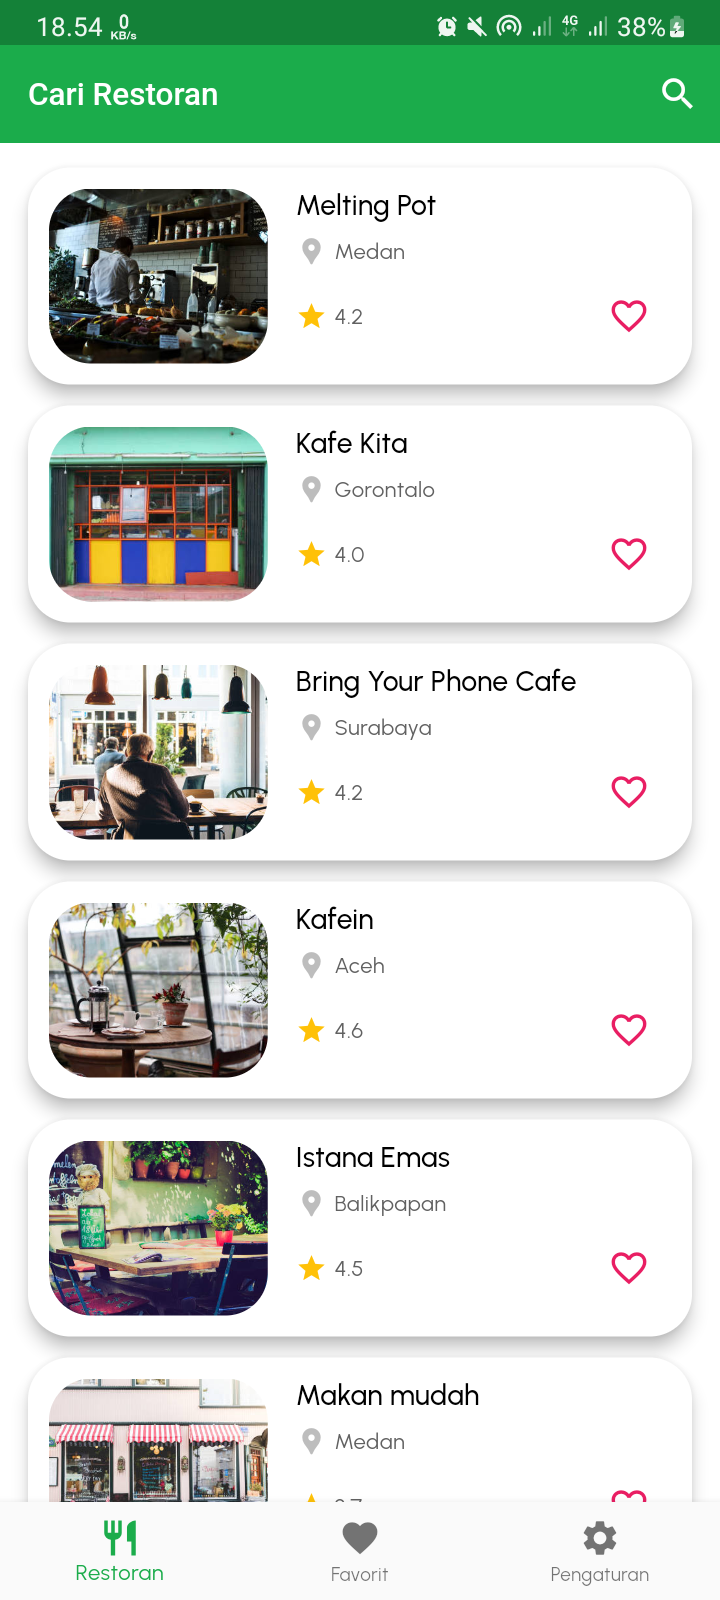 18.54 0 KB/s 4G 38%
Cari Restoran
Melting Pot
Medan
4.2
Kafe Kita
Gorontalo
4.0
Bring Your Phone Cafe
Surabaya
4.2
Kafein
Aceh
4.6
Istana Emas
Balikpapan
4.5
Makan mudah
Medan
Restoran Favorit Pengaturan